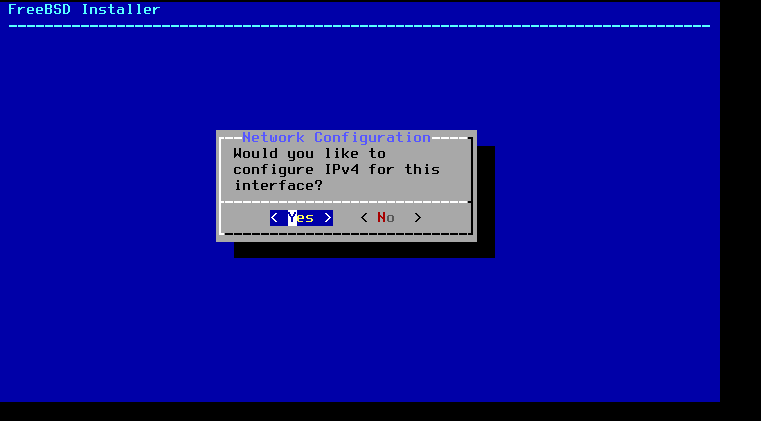 FreeBSD Installer
Network Configuration
Would you like to
configure IPv4 for this
interface?
< Yes > < No >